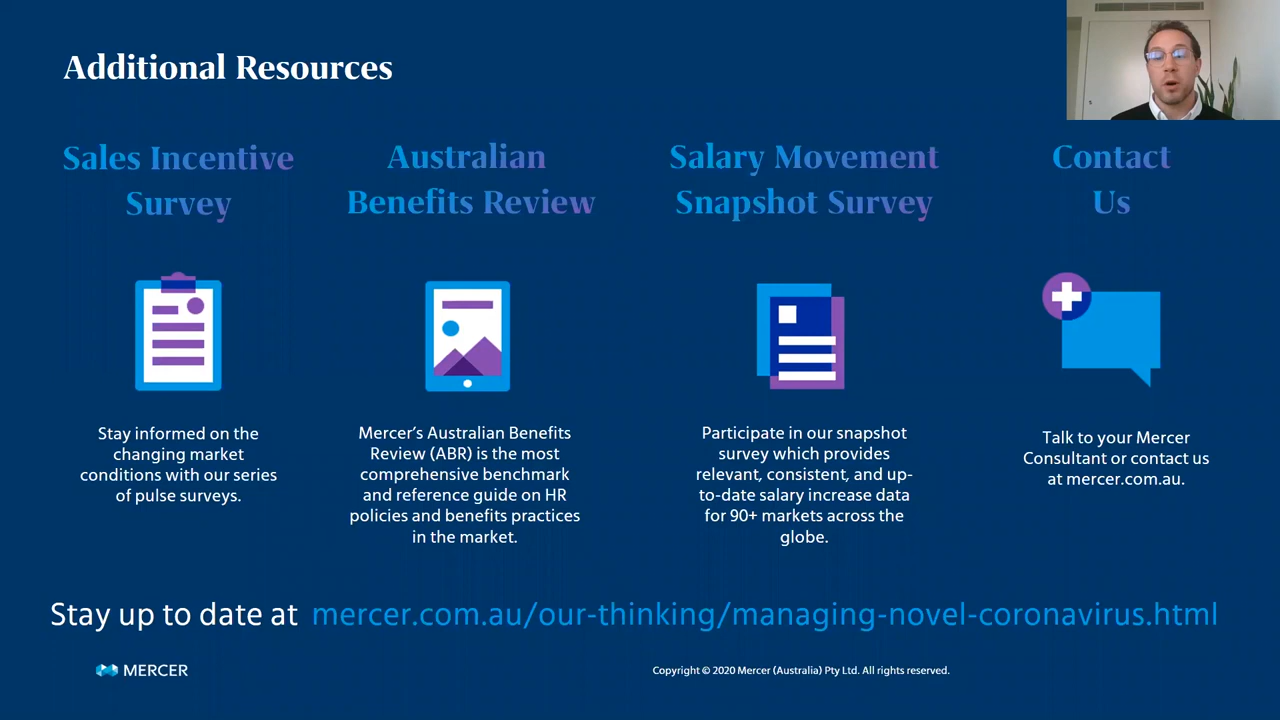 Additional Resources
Sales Incentive
Survey
Stay informed on the
changing market
conditions with our series
of pulse surveys.
Australian
Benefits Review
Mercer’s Australian Benefits
Review (ABR) is the most
comprehensive benchmark
and reference guide on HR
policies and benefits practices
in the market.
Salary Movement
Snapshot Survey
Participate in our snapshot
survey which provides
relevant, consistent, and up-
to-date salary increase data
for 90+ markets across the
globe.
Contact
Us
Talk to your Mercer
Consultant or contact us
at mercer.com.au.
Stay up to date at mercer.com.au/our-thinking/managing-novel-coronavirus.html
MERCER
Copyright © 2020 Mercer (Australia) Pty Ltd. All rights reserved.